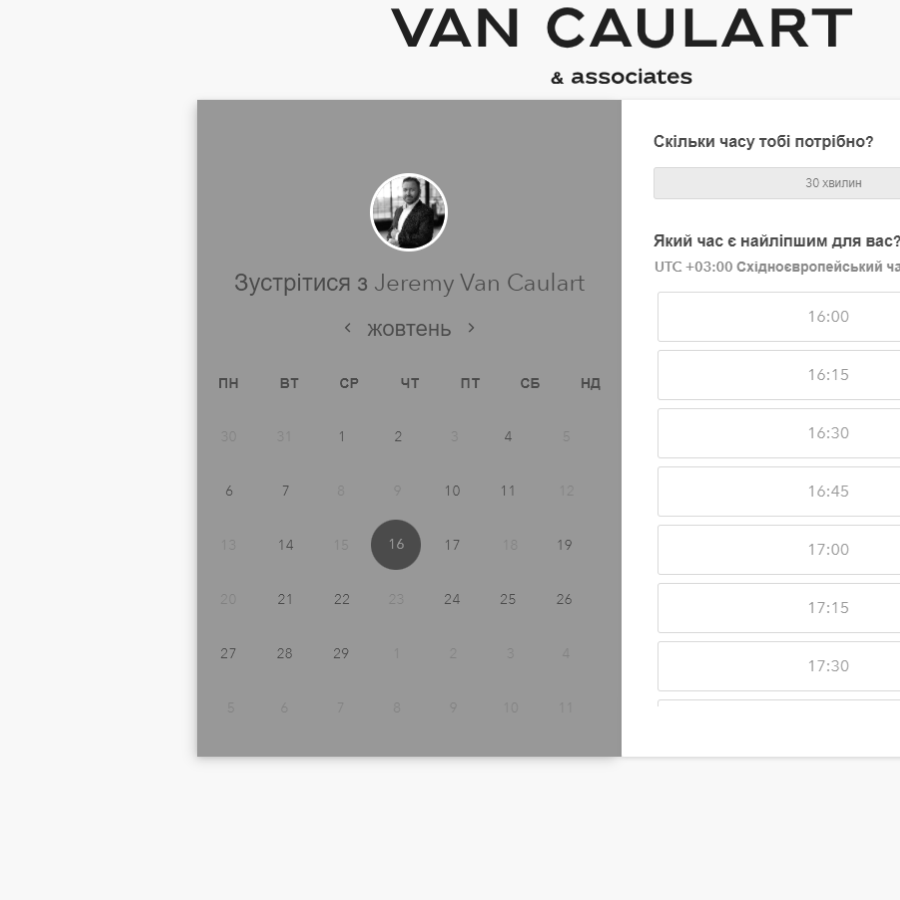 VAN CAULART
& associates
Зустрітися з Jeremy Van Caulart
‹ жовтень ›
ПН ВТ СР ЧТ ПТ СБ НД
30 31 1 2 3 4 5
6 7 8 9 10 11 12
13 14 15 16 17 18 19
20 21 22 23 24 25 26
27 28 29 1 2 3 4
5 6 7 8 9 10 11
Скільки часу тобі потрібно?
30 хвилин
Який час є найліпшим для вас?
UTC +03:00 Східноєвропейський ча
16:00
16:15
16:30
16:45
17:00
17:15
17:30